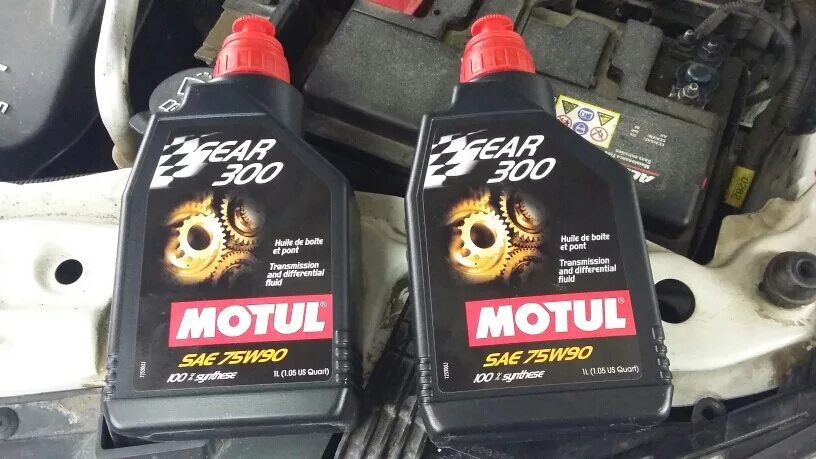 GEAR
300
Huile de boîte
et pont
Transmission
and differential
fluid
MOTUL®
SAE 75W90
100% synthese
1L (1.05 US Quart)
GEAR
300
Huile de boîte
et pont
Transmission
and differential
fluid
MOTUL®
SAE 75W90
100% synthese
1L (1.05 US Quart)